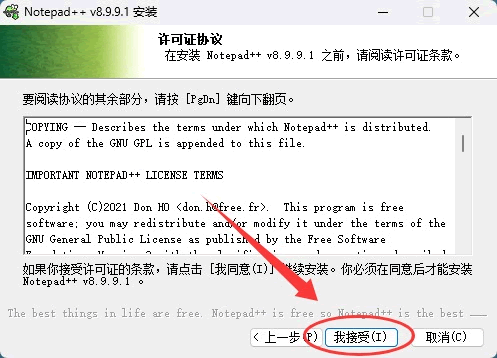 Notepad++ v8.9.9.1 安装
许可证协议
在安装 Notepad++ v8.9.9.1 之前，请阅读许可证条款。
要阅读协议的其余部分，请按 [PgDn] 键向下翻页。
COPYING -- Describes the terms under which Notepad++ is distributed.
A copy of the GNU GPL is appended to this file.
IMPORTANT NOTEPAD++ LICENSE TERMS
Copyright (C)2021 Don HO <don.h@free.fr>. This program is free
software; you may redistribute and/or modify it under the terms of the
GNU General Public License as published by the Free Software
如果你接受许可证的条款，请点击 [我同意(I)] 继续安装。你必须在同意后才能安装
Notepad++ v8.9.9.1 。
The best things in life are free. Notepad++ is free so Notepad++ is the best
< 上一步(P)
我接受(I)
取消(C)